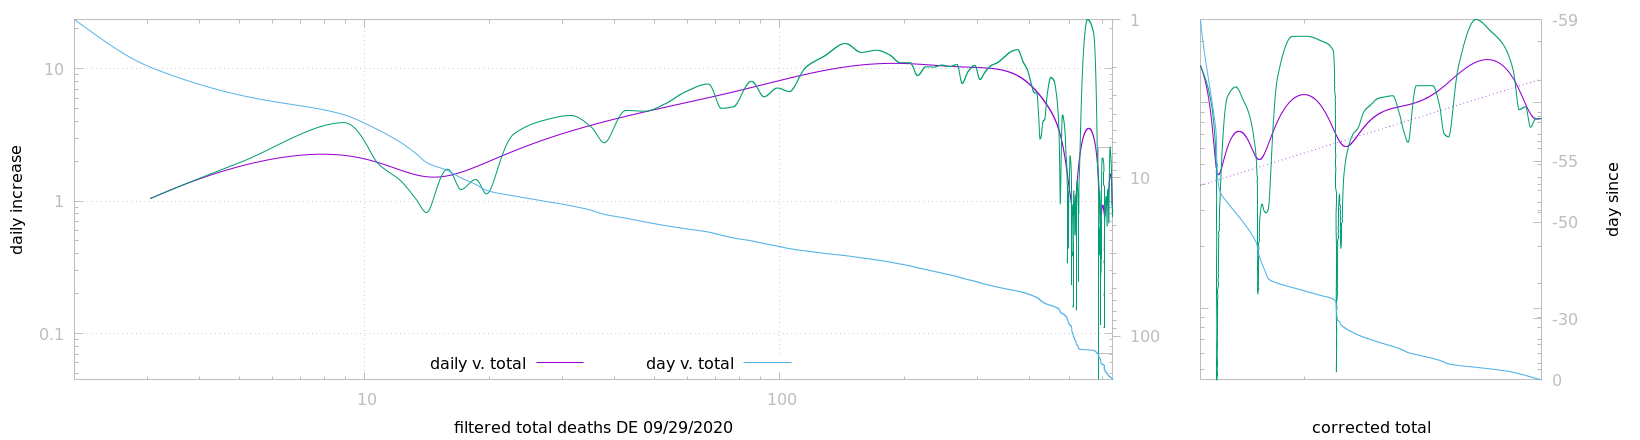 daily increase
10
1
0.1
10
100
1
10
100
daily v. total
day v. total
filtered total deaths DE 09/29/2020
-59
-55
-50
-30
0
day since
corrected total